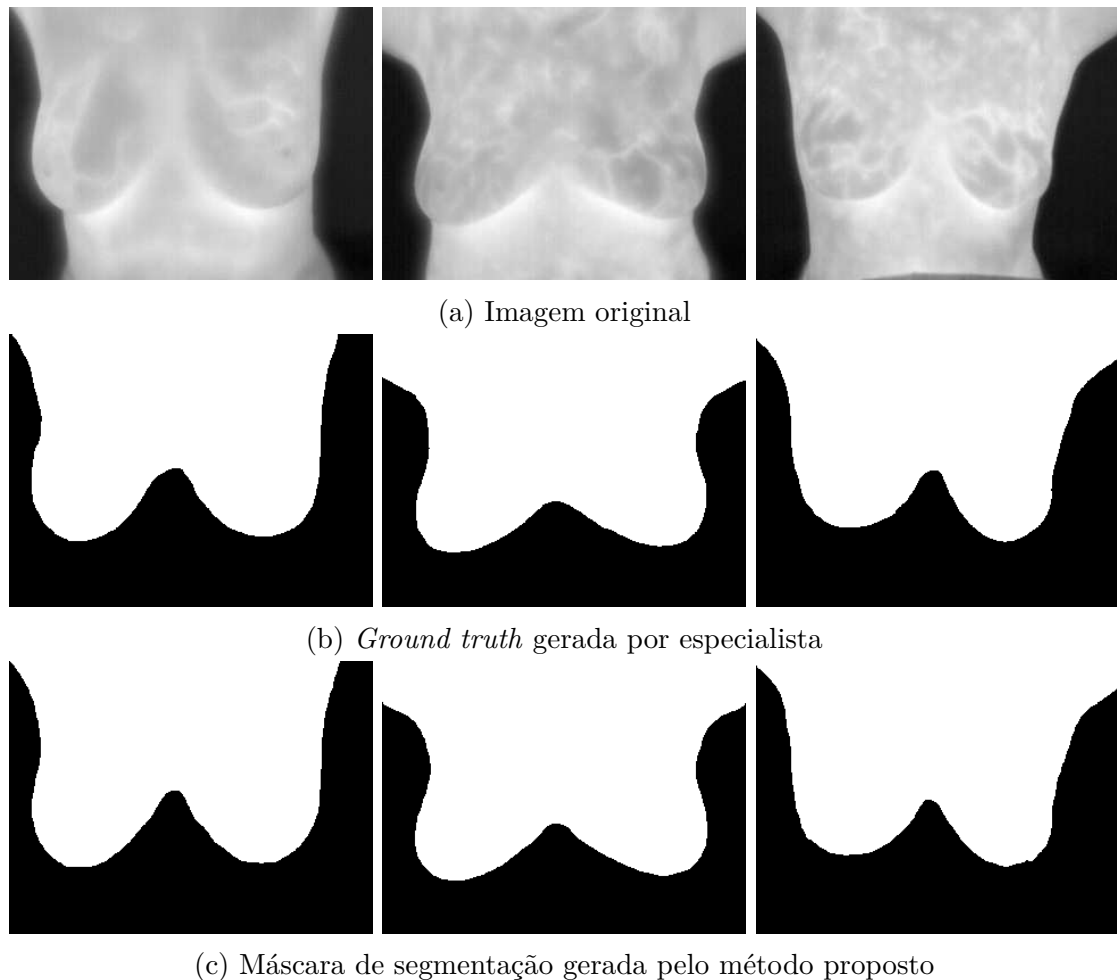 (a) Imagem original
(b) Ground truth gerada por especialista
(c) Máscara de segmentação gerada pelo método proposto